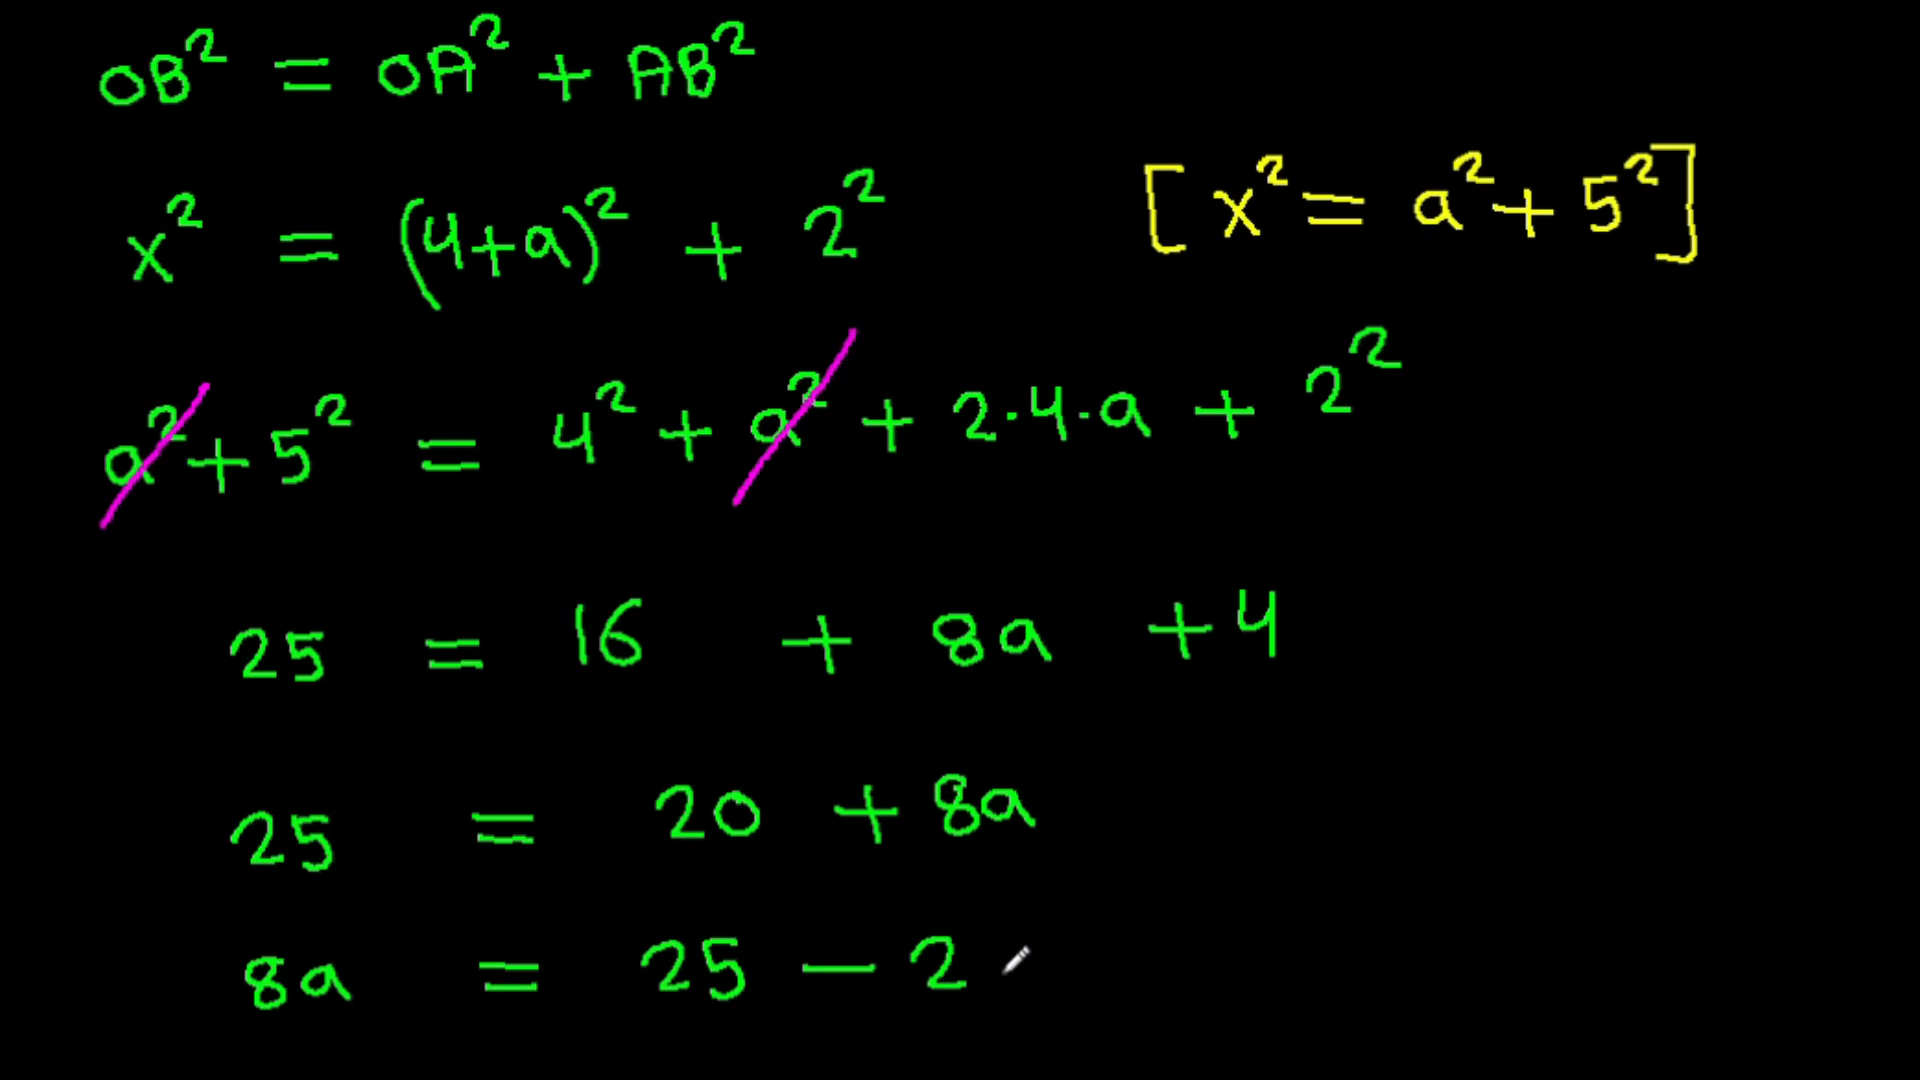 OB² = OA² + AB²
x² = (4+a)² + 2²
[x² = a² + 5²]
a² + 5² = 4² + a² + 2·4·a + 2²
25 = 16 + 8a + 4
25 = 20 + 8a
8a = 25 − 2